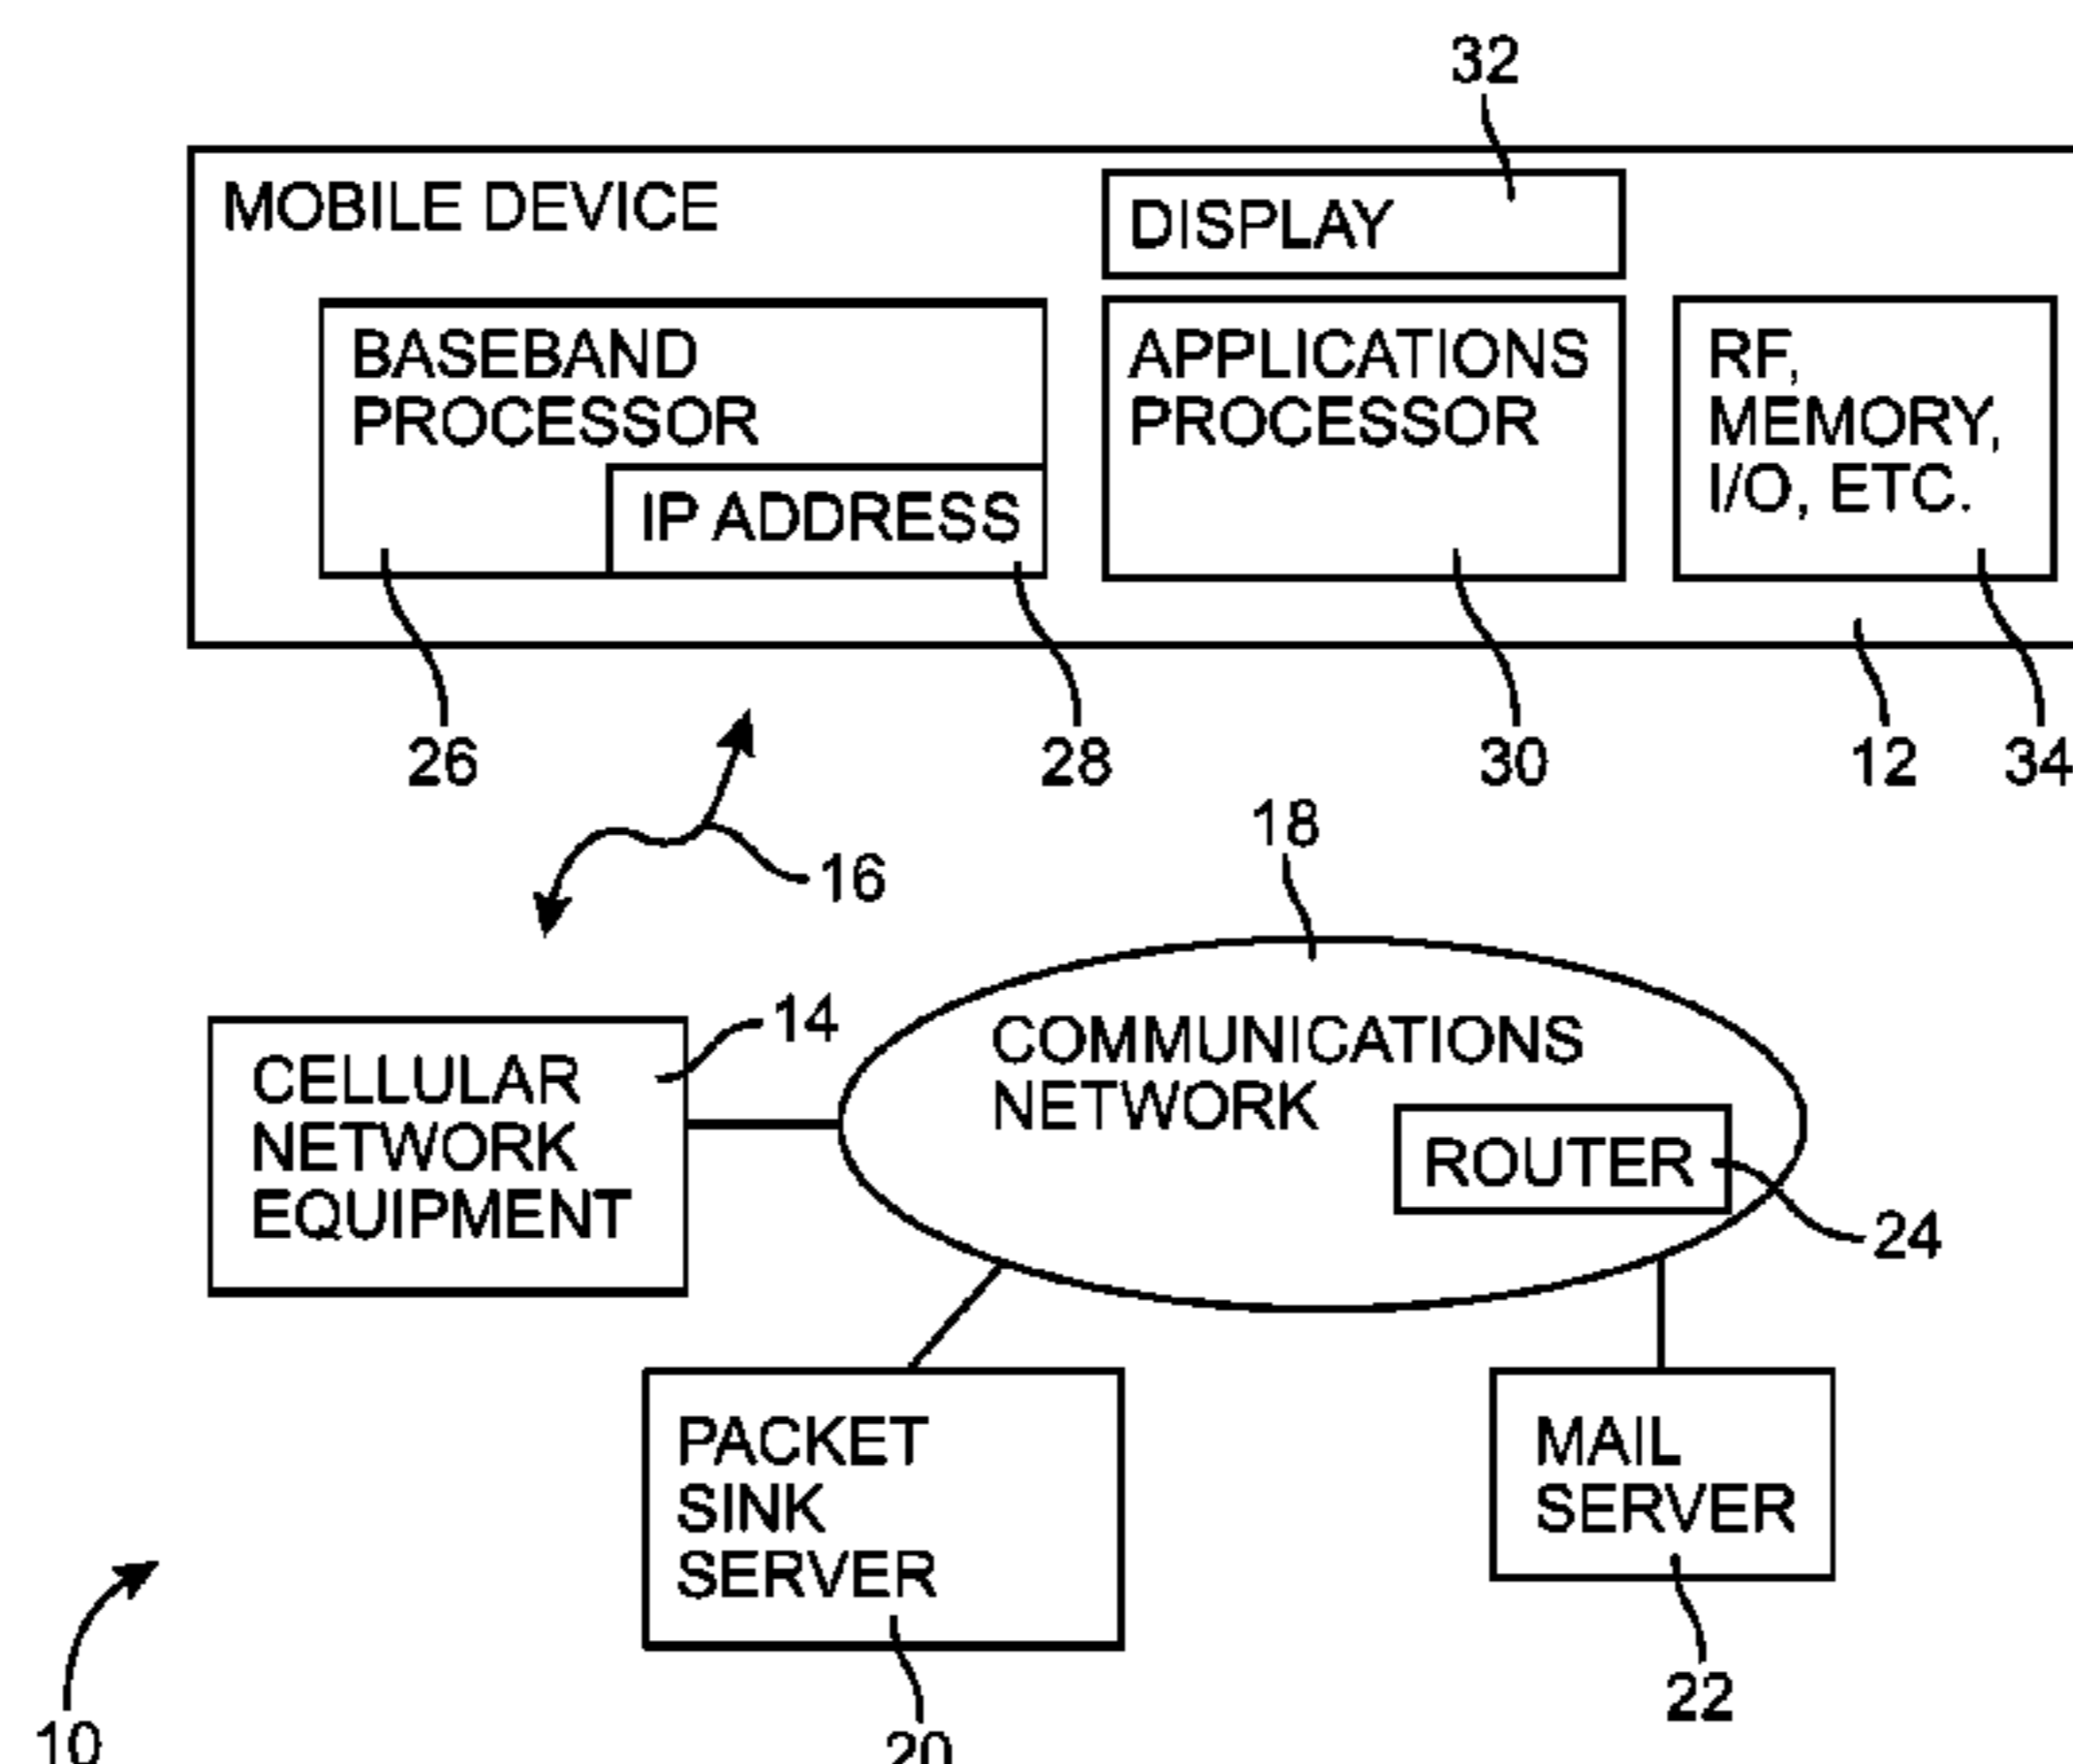 32
MOBILE DEVICE
DISPLAY
BASEBAND
PROCESSOR
IP ADDRESS
APPLICATIONS
PROCESSOR
RF,
MEMORY,
I/O, ETC.
26
28
30
12
34
16
18
14
CELLULAR
NETWORK
EQUIPMENT
COMMUNICATIONS
NETWORK
ROUTER
24
PACKET
SINK
SERVER
MAIL
SERVER
22
10
20